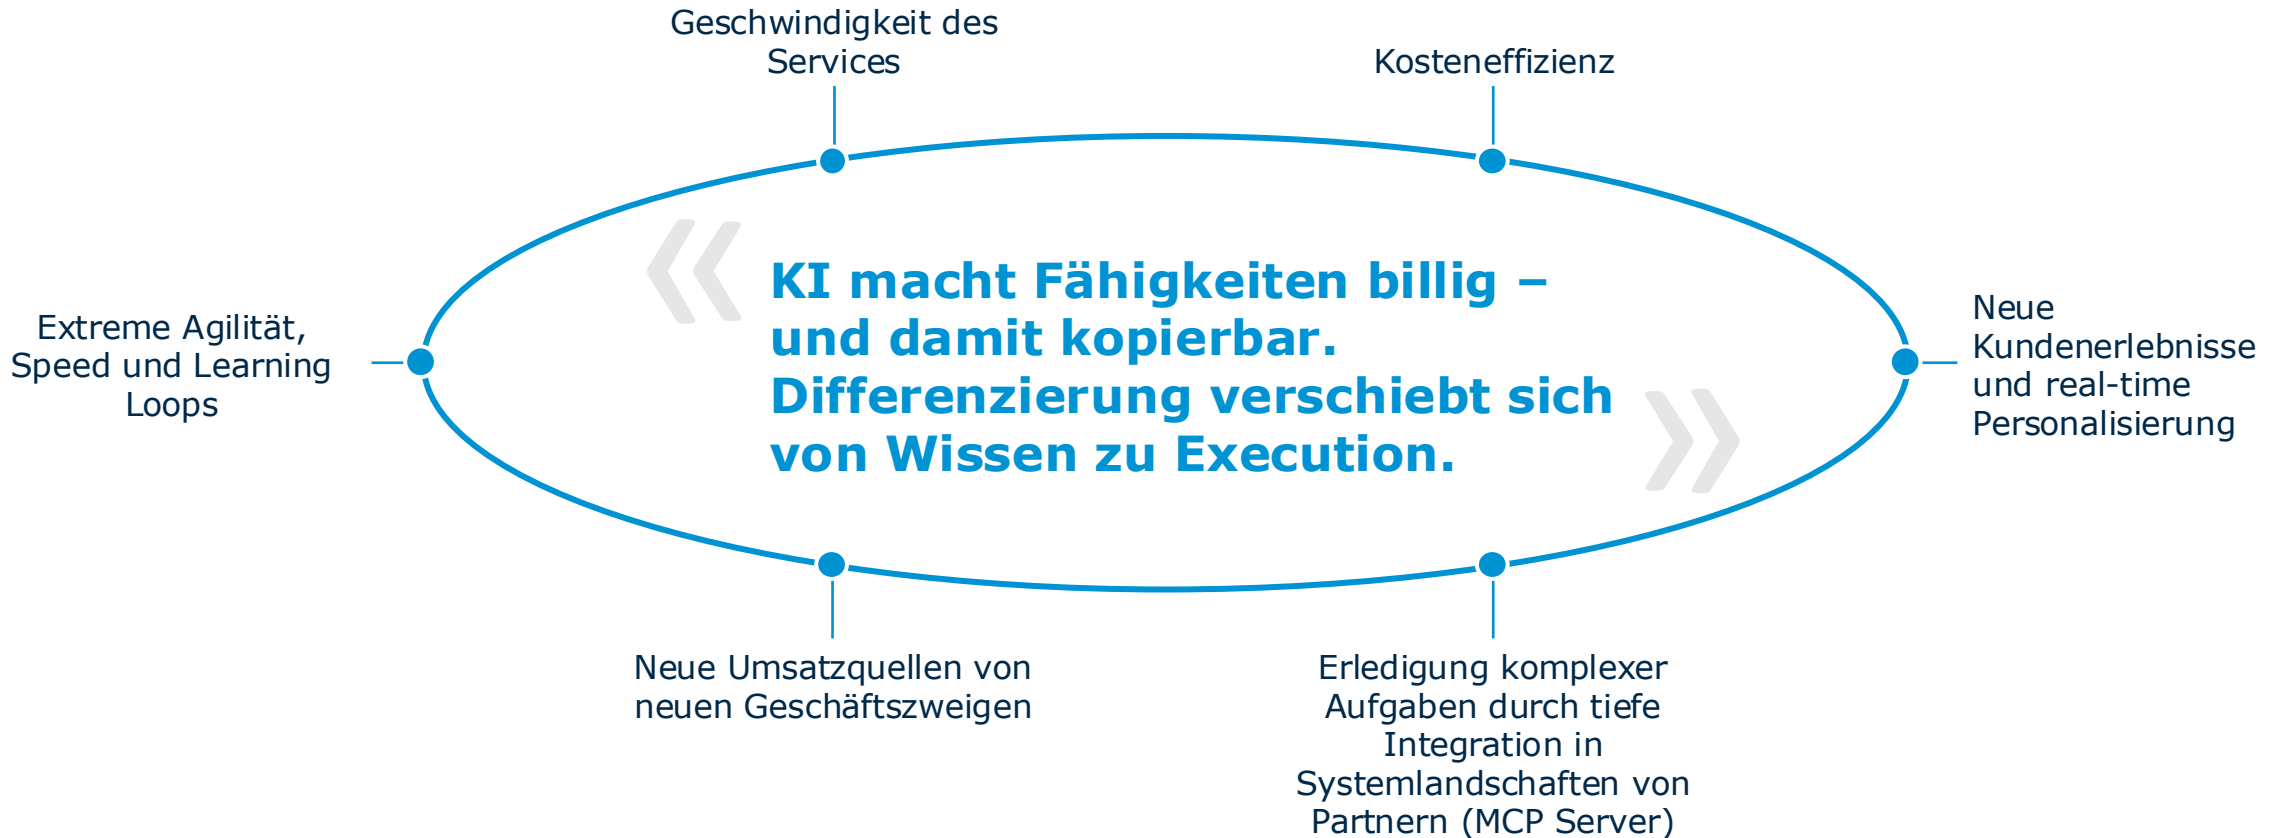 Geschwindigkeit des
Services
Kosteneffizienz
«
KI macht Fähigkeiten billig –
und damit kopierbar.
Differenzierung verschiebt sich
von Wissen zu Execution.
»
Extreme Agilität,
Speed und Learning
Loops
Neue
Kundenerlebnisse
und real-time
Personalisierung
Neue Umsatzquellen von
neuen Geschäftszweigen
Erledigung komplexer
Aufgaben durch tiefe
Integration in
Systemlandschaften von
Partnern (MCP Server)